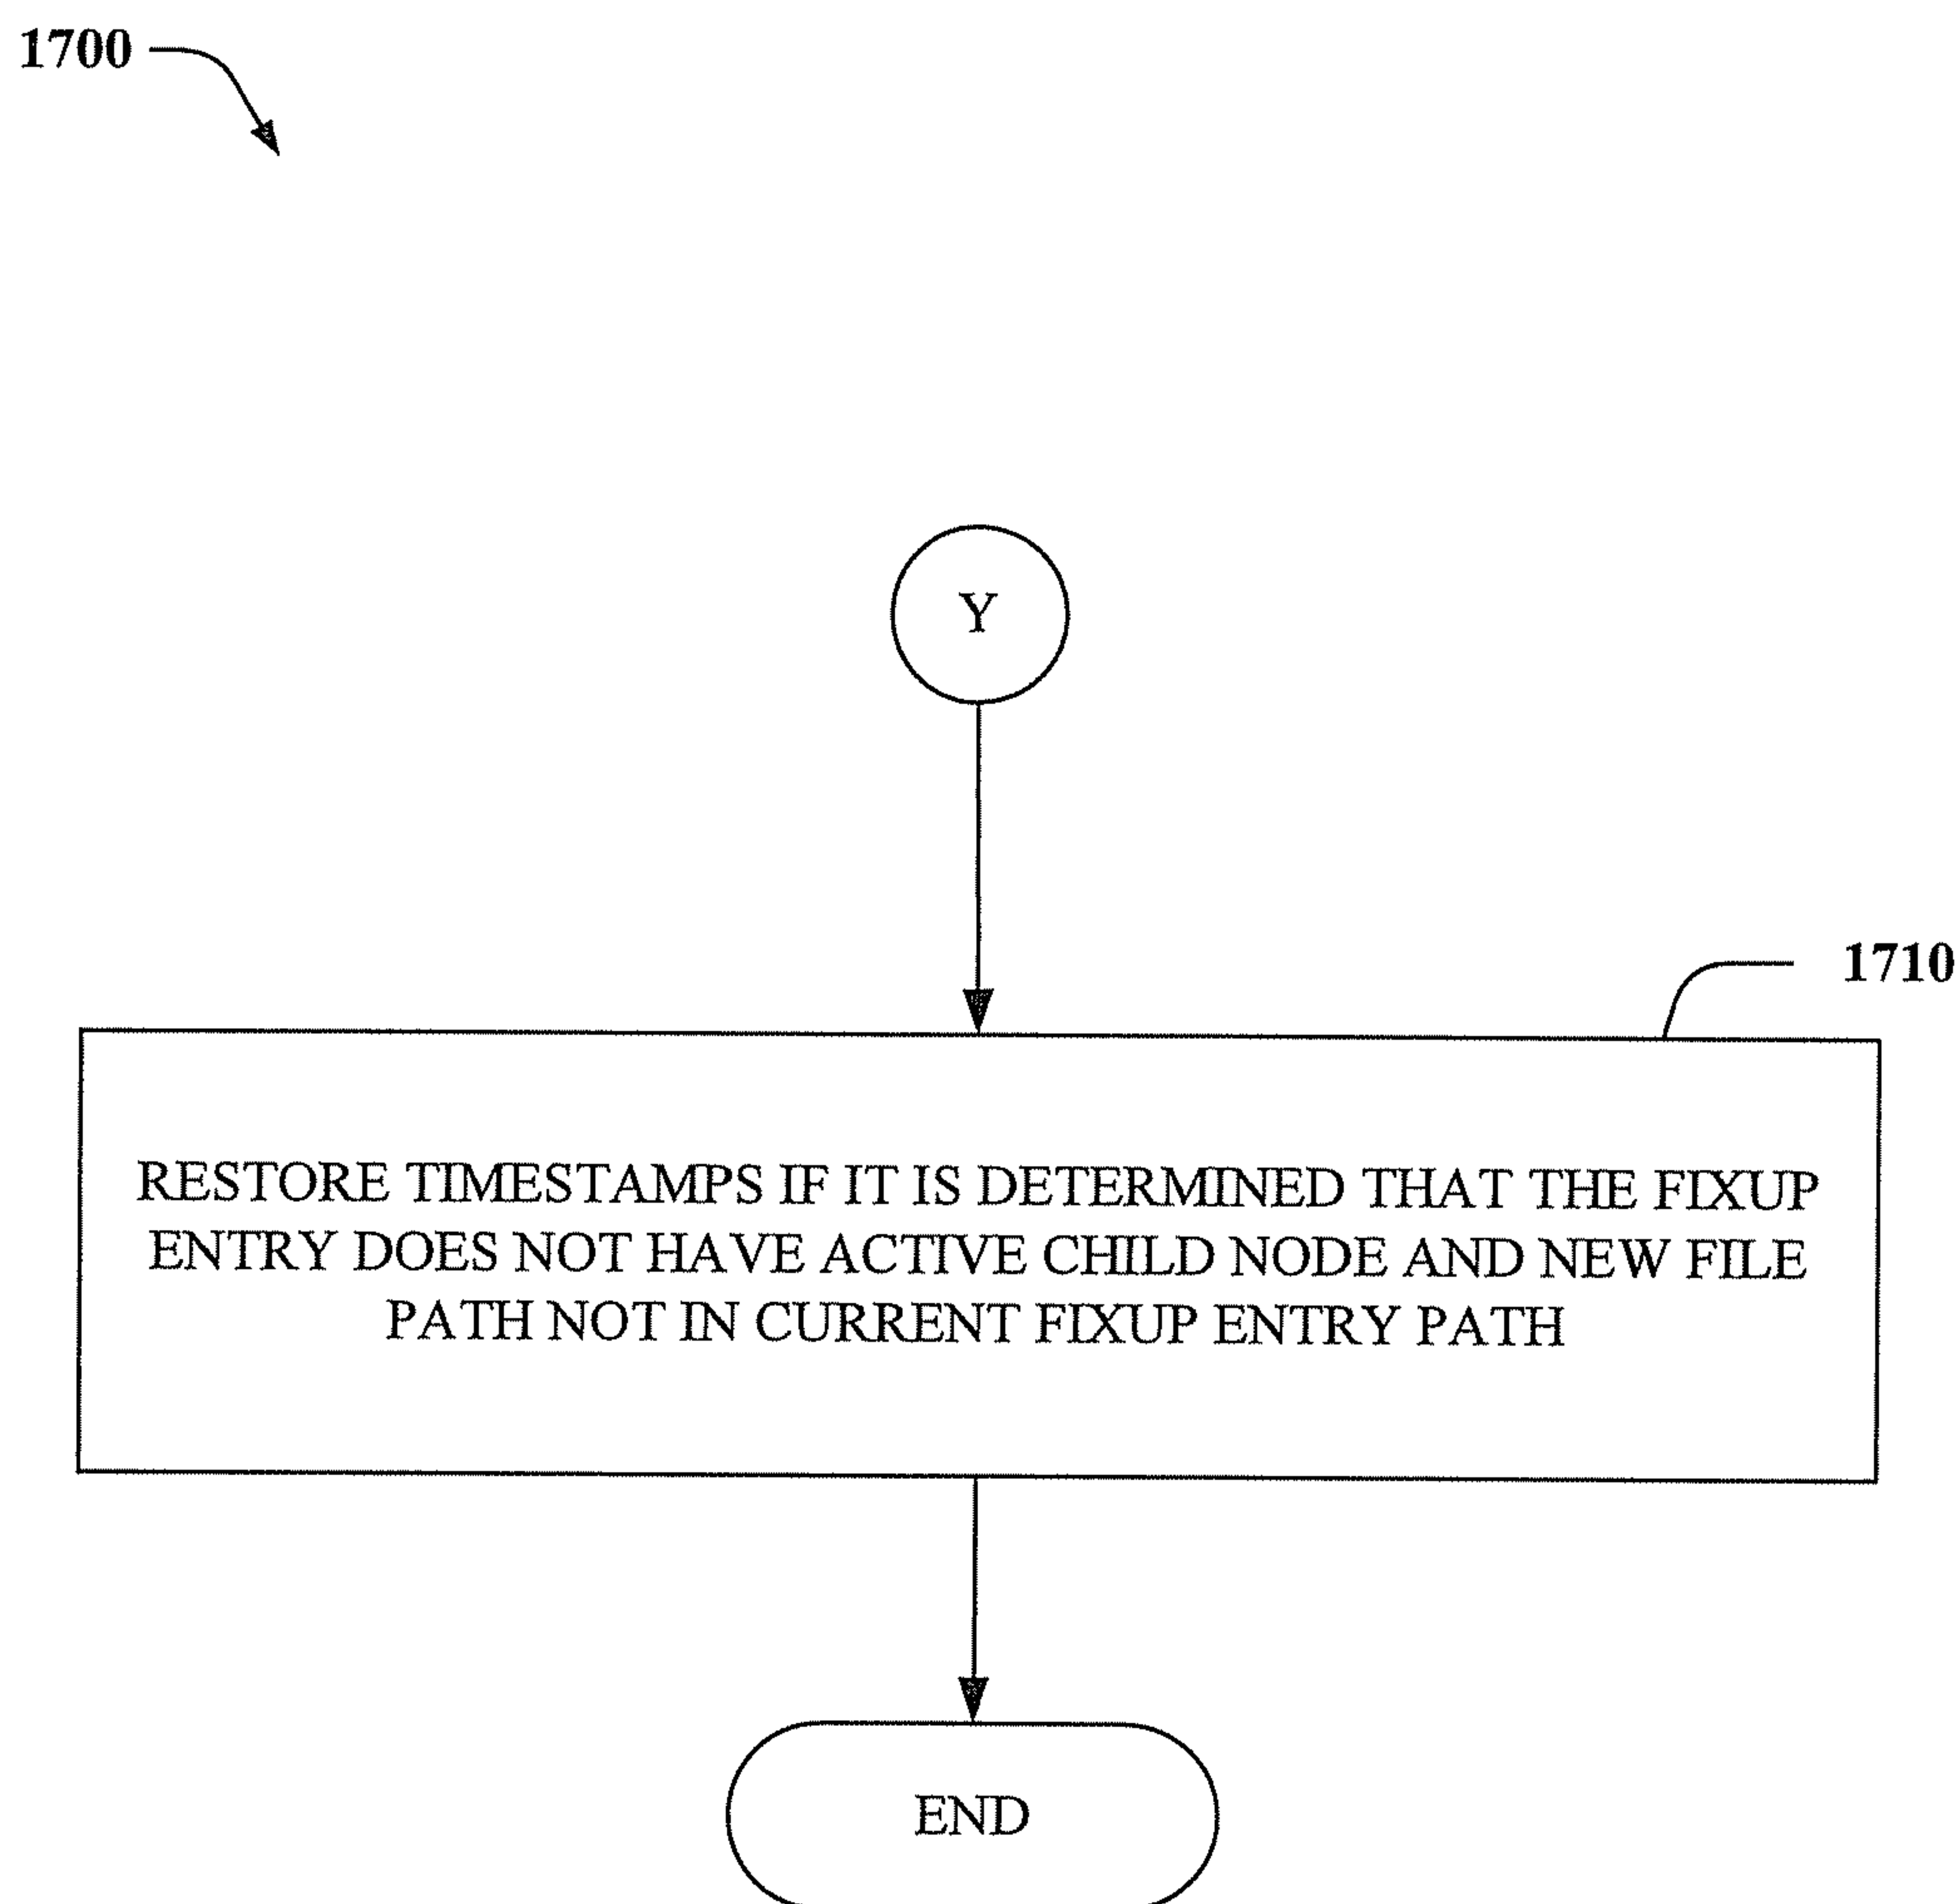 1700
Y
1710
RESTORE TIMESTAMPS IF IT IS DETERMINED THAT THE FIXUP
ENTRY DOES NOT HAVE ACTIVE CHILD NODE AND NEW FILE
PATH NOT IN CURRENT FIXUP ENTRY PATH
END